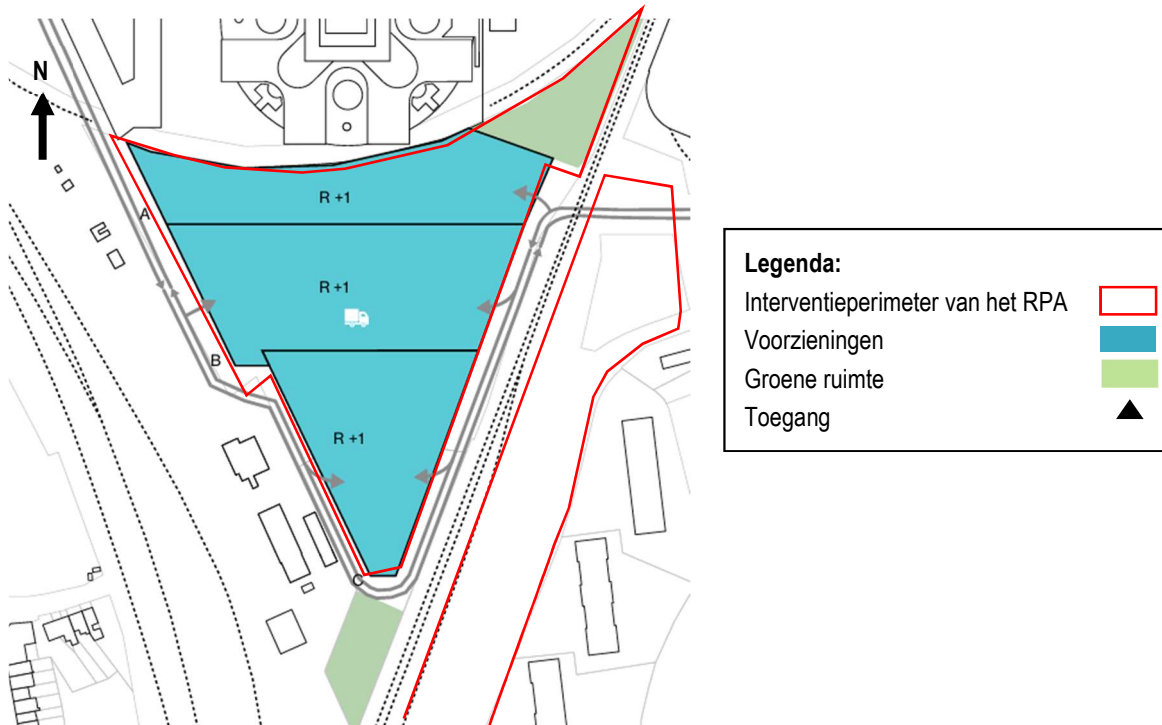 N
R +1
A
R +1
B
R +1
C
Legenda:
Interventieperimeter van het RPA
Voorzieningen
Groene ruimte
Toegang